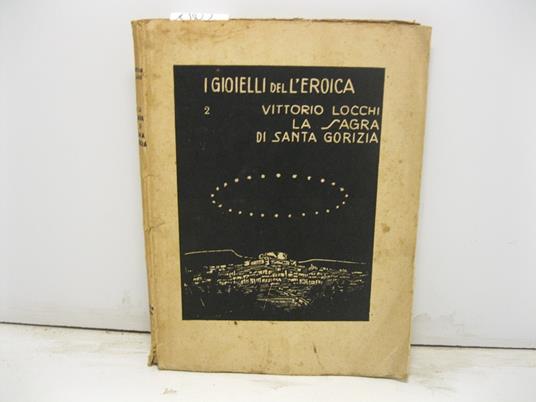 I GIOIELLI DEL L'EROICA
2 VITTORIO LOCCHI
LA SAGRA
DI SANTA GORIZIA